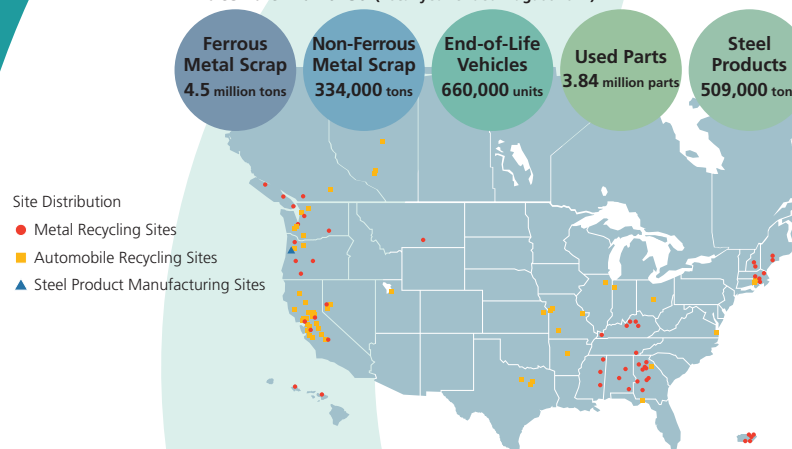 Ferrous
Metal Scrap
4.5 million tons
Non-Ferrous
Metal Scrap
334,000 tons
End-of-Life
Vehicles
660,000 units
Used Parts
3.84 million parts
Steel
Products
509,000 ton
Site Distribution
Metal Recycling Sites
Automobile Recycling Sites
Steel Product Manufacturing Sites